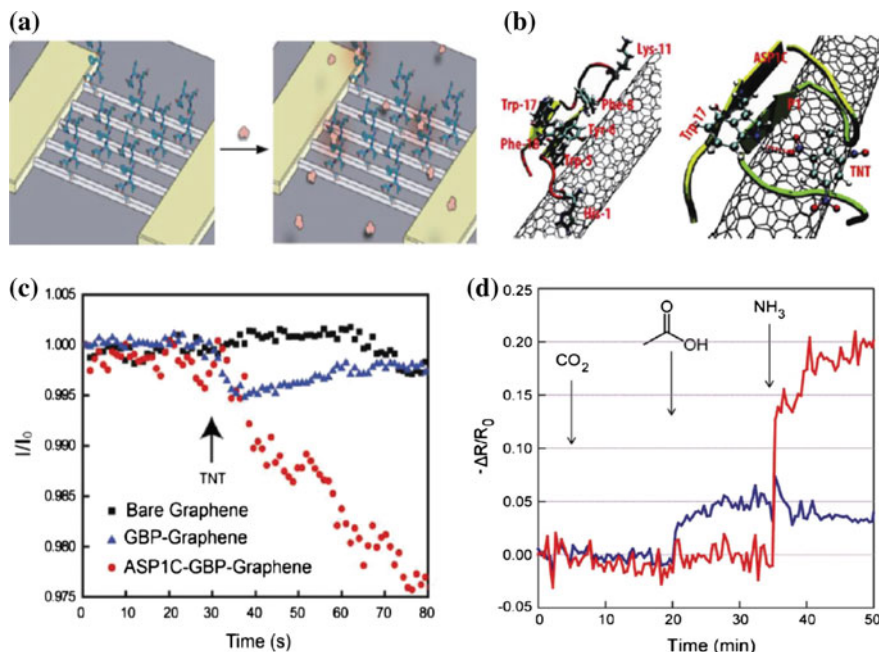 (a)
(b)
Lys-11
Trp-17
Phe-8
Tyr-6
Trp-5
His-1
ASP1C
Trp-17
TNT
(c)
1.005
1.000
0.995
0.990
0.985
0.980
0.975
I/I₀
TNT
Bare Graphene
GBP-Graphene
ASP1C-GBP-Graphene
0 10 20 30 40 50 60 70 80
Time (s)
(d)
0.25
0.20
0.15
0.10
0.05
0.00
-0.05
-ΔR/R₀
CO₂
O
OH
NH₃
0 10 20 30 40 50
Time (min)